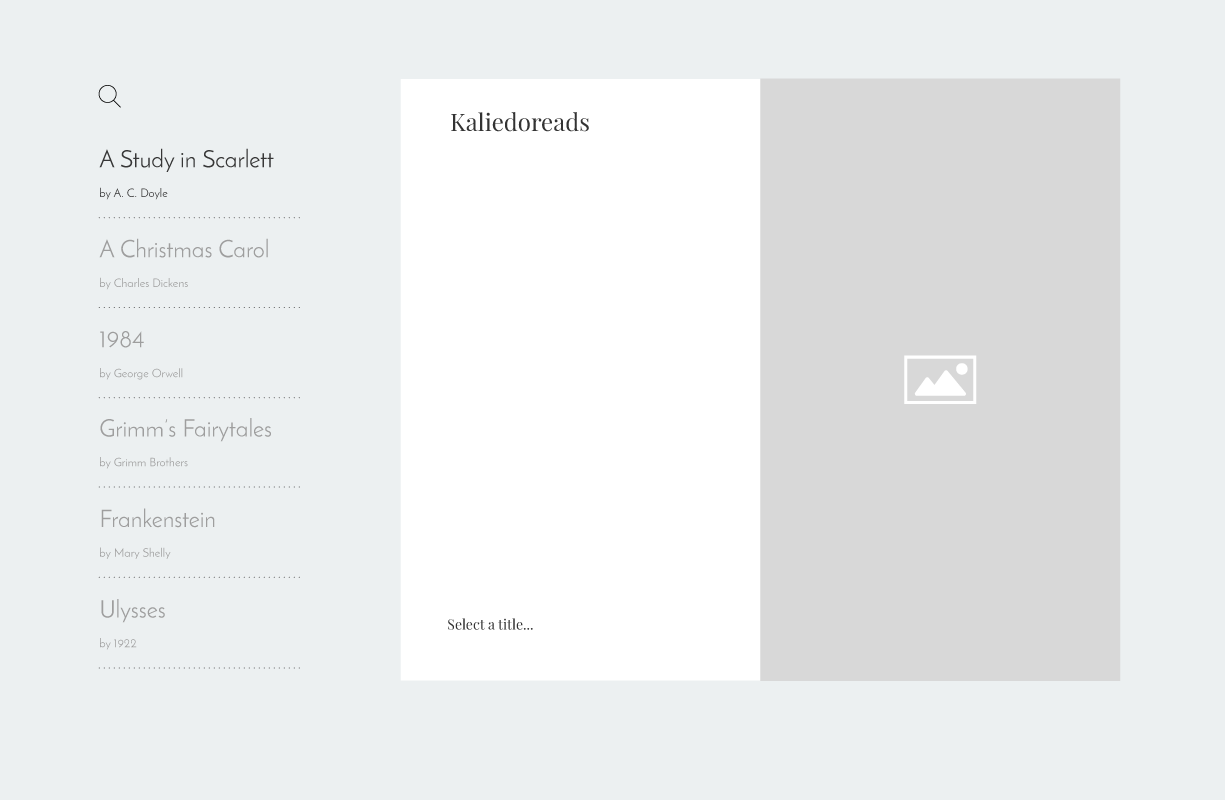 A Study in Scarlett
by A. C. Doyle
A Christmas Carol
by Charles Dickens
1984
by George Orwell
Grimm's Fairytales
by Grimm Brothers
Frankenstein
by Mary Shelly
Ulysses
by 1922
Kaliedoreads
Select a title...